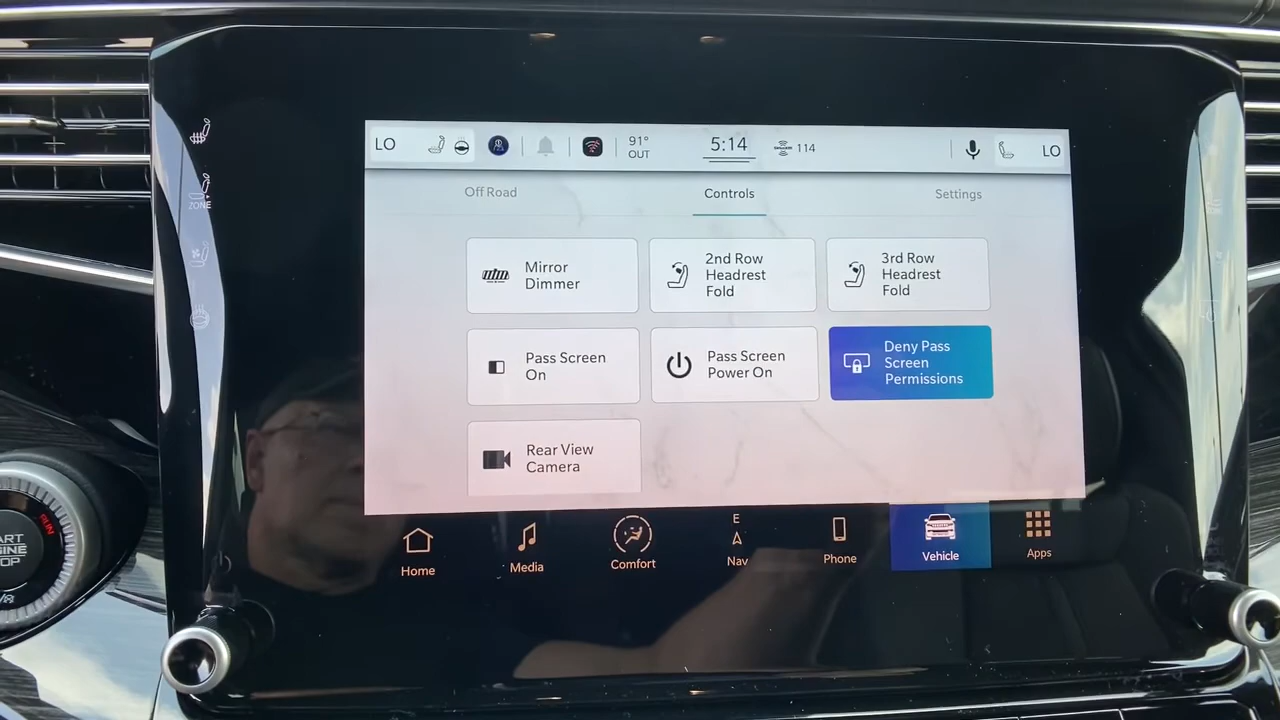 LO
91°
OUT
5:14
114
LO
Off Road
Controls
Settings
Mirror
Dimmer
2nd Row
Headrest
Fold
3rd Row
Headrest
Fold
Pass Screen
On
Pass Screen
Power On
Deny Pass
Screen
Permissions
Rear View
Camera
Home
Media
Comfort
E
Nav
Phone
Vehicle
Apps
ZONE
RUN